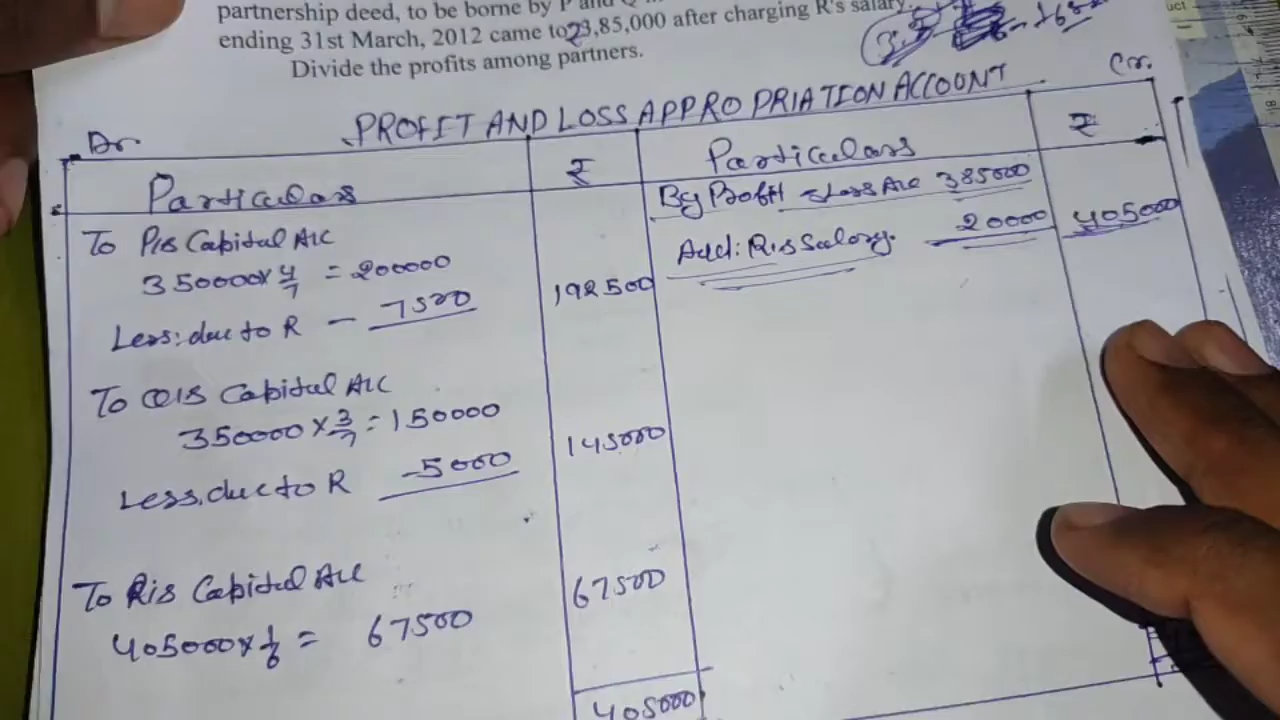 partnership deed, to be borne by P and Q
ending 31st March, 2012 came to ₹3,85,000 after charging R's salary.
Divide the profits among partners.
PROFIT AND LOSS APPROPRIATION ACCOUNT
Dr.
Cr.
Particulars
₹
Particulars
₹
To P's Capital A/c
350000 x 4/7 = 200000
Less: due to R - 7500
192500
To Q's Capital A/c
350000 x 3/7 = 150000
Less: due to R -5000
145000
To R's Capital A/c
405000 x 1/6 = 67500
67500
405000
By Profit & Loss A/c 385000
Add: R's Salary. 20000
405000